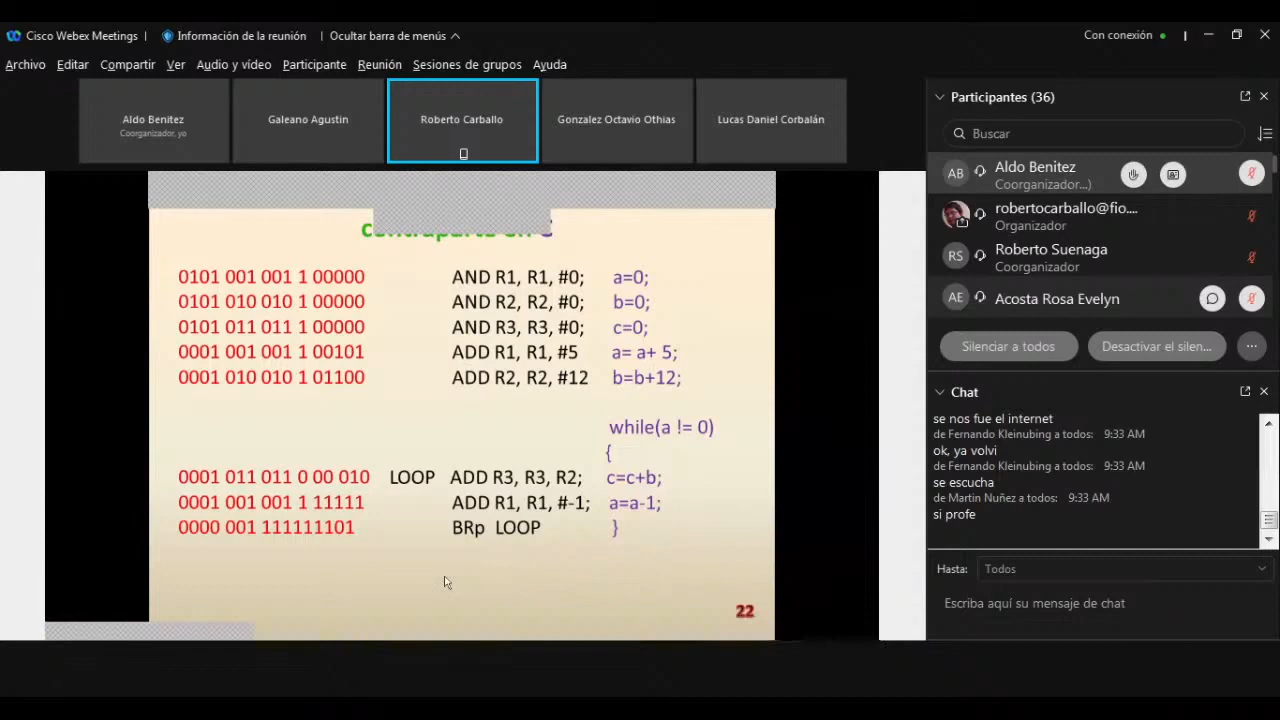 Cisco Webex Meetings | Información de la reunión | Ocultar barra de menús
Con conexión
Archivo Editar Compartir Ver Audio y vídeo Participante Reunión Sesiones de grupos Ayuda
Aldo Benitez
Coorganizador, yo
Galeano Agustin
Roberto Carballo
Gonzalez Octavio Othias
Lucas Daniel Corbalán
0101 001 001 1 00000 AND R1, R1, #0; a=0;
0101 010 010 1 00000 AND R2, R2, #0; b=0;
0101 011 011 1 00000 AND R3, R3, #0; c=0;
0001 001 001 1 00101 ADD R1, R1, #5 a= a+ 5;
0001 010 010 1 01100 ADD R2, R2, #12 b=b+12;
while(a != 0)
{
0001 011 011 0 00 010 LOOP ADD R3, R3, R2; c=c+b;
0001 001 001 1 11111 ADD R1, R1, #-1; a=a-1;
0000 001 111111101 BRp LOOP }
22
Participantes (36)
Buscar
AB Aldo Benitez
Coorganizador...)
robertocarballo@fio....
Organizador
RS Roberto Suenaga
Coorganizador
AE Acosta Rosa Evelyn
Silenciar a todos Desactivar el silen... ...
Chat
se nos fue el internet
de Fernando Kleinubing a todos: 9:33 AM
ok, ya volvi
de Fernando Kleinubing a todos: 9:33 AM
se escucha
de Martin Nuñez a todos: 9:33 AM
si profe
Hasta: Todos
Escriba aquí su mensaje de chat